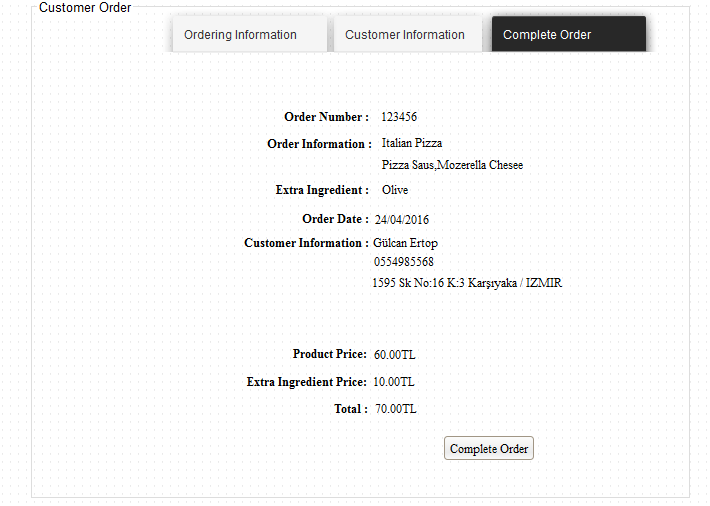 Customer Order
Ordering Information
Customer Information
Complete Order
Order Number : 123456
Order Information : Italian Pizza
Pizza Saus,Mozerella Chesee
Extra Ingredient : Olive
Order Date : 24/04/2016
Customer Information : Gülcan Ertop
0554985568
1595 Sk No:16 K:3 Karşıyaka / IZMIR
Product Price: 60.00TL
Extra Ingredient Price: 10.00TL
Total : 70.00TL
Complete Order